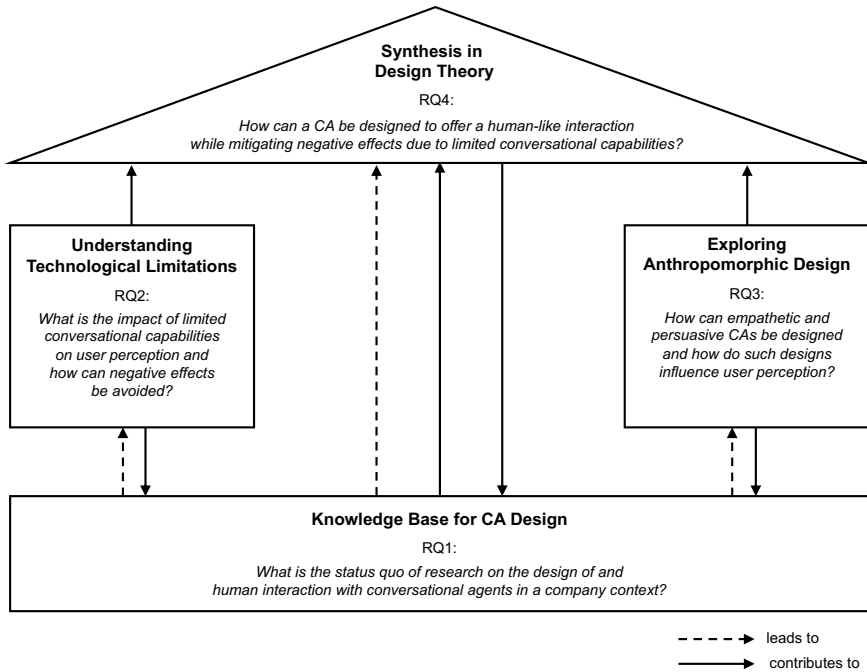 Synthesis in
Design Theory
RQ4:
How can a CA be designed to offer a human-like interaction
while mitigating negative effects due to limited conversational capabilities?
Understanding
Technological Limitations
RQ2:
What is the impact of limited
conversational capabilities
on user perception and
how can negative effects
be avoided?
Exploring
Anthropomorphic Design
RQ3:
How can empathetic and
persuasive CAs be designed
and how do such designs
influence user perception?
Knowledge Base for CA Design
RQ1:
What is the status quo of research on the design of and
human interaction with conversational agents in a company context?
leads to
contributes to